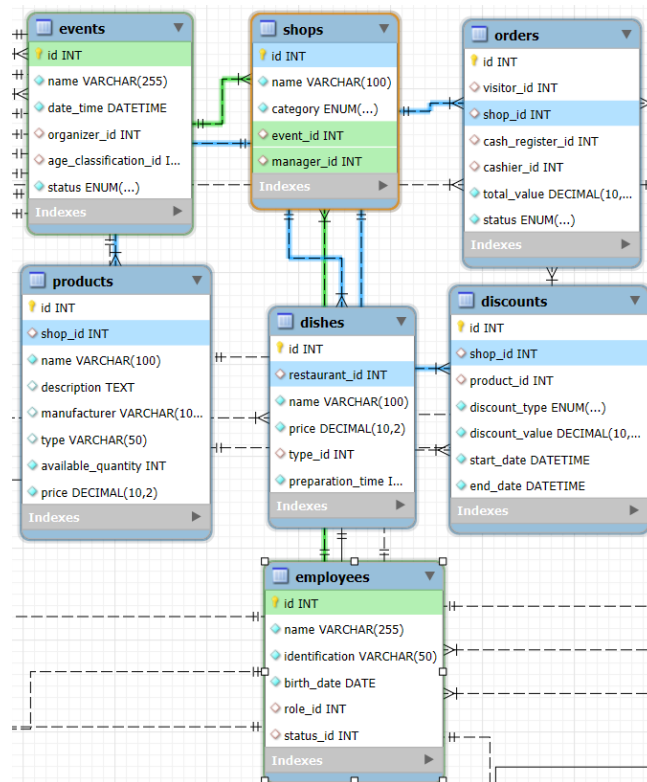 events
id INT
name VARCHAR(255)
date_time DATETIME
organizer_id INT
age_classification_id I...
status ENUM(...)
Indexes
shops
id INT
name VARCHAR(100)
category ENUM(...)
event_id INT
manager_id INT
Indexes
orders
id INT
visitor_id INT
shop_id INT
cash_register_id INT
cashier_id INT
total_value DECIMAL(10,...
status ENUM(...)
Indexes
products
id INT
shop_id INT
name VARCHAR(100)
description TEXT
manufacturer VARCHAR(10...
type VARCHAR(50)
available_quantity INT
price DECIMAL(10,2)
Indexes
dishes
id INT
restaurant_id INT
name VARCHAR(100)
price DECIMAL(10,2)
type_id INT
preparation_time I...
Indexes
discounts
id INT
shop_id INT
product_id INT
discount_type ENUM(...)
discount_value DECIMAL(10,...
start_date DATETIME
end_date DATETIME
Indexes
employees
id INT
name VARCHAR(255)
identification VARCHAR(50)
birth_date DATE
role_id INT
status_id INT
Indexes